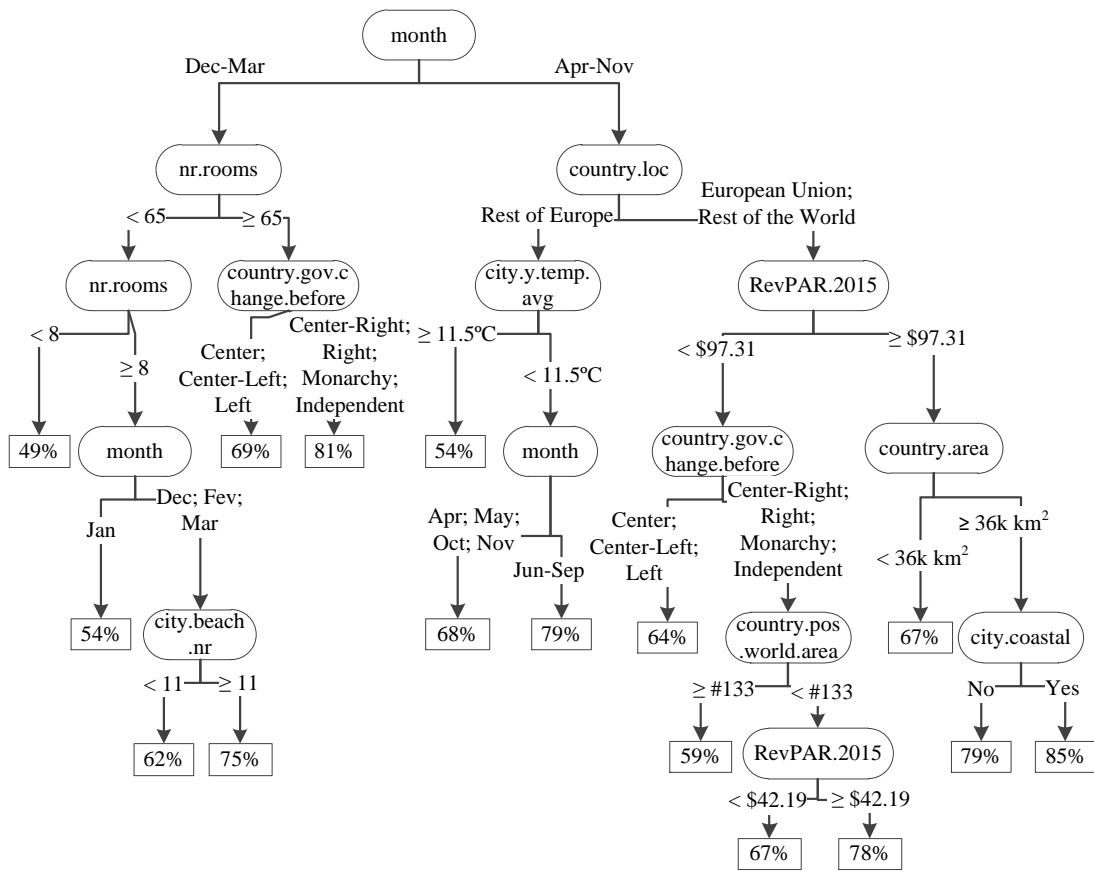 month
Dec-Mar
Apr-Nov
nr.rooms
country.loc
European Union;
Rest of the World
< 65
≥ 65
Rest of Europe
nr.rooms
country.gov.c
hange.before
city.y.temp.
avg
RevPAR.2015
< 8
≥ 8
Center;
Center-Left;
Left
Center-Right;
Right;
Monarchy;
Independent
≥ 11.5ºC
< 11.5ºC
< $97.31
≥ $97.31
49%
month
69%
81%
54%
month
country.gov.c
hange.before
country.area
Jan
Dec; Fev;
Mar
Apr; May;
Oct; Nov
Jun-Sep
Center;
Center-Left;
Left
Center-Right;
Right;
Monarchy;
Independent
< 36k km²
≥ 36k km²
54%
city.beach
.nr
68%
79%
64%
country.pos
.world.area
67%
city.coastal
< 11
≥ 11
≥ #133
< #133
No
Yes
62%
75%
59%
RevPAR.2015
79%
85%
< $42.19
≥ $42.19
67%
78%